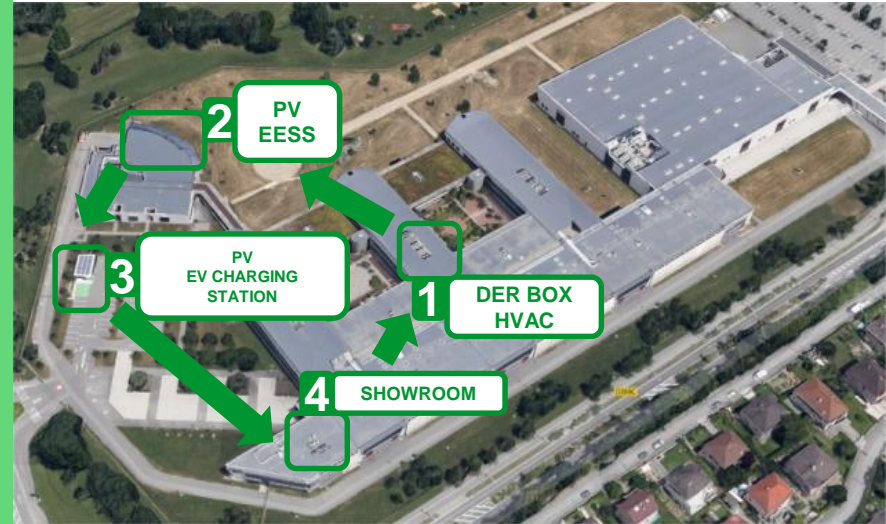 2
PV
EESS
3
PV
EV CHARGING
STATION
1
DER BOX
HVAC
4
SHOWROOM